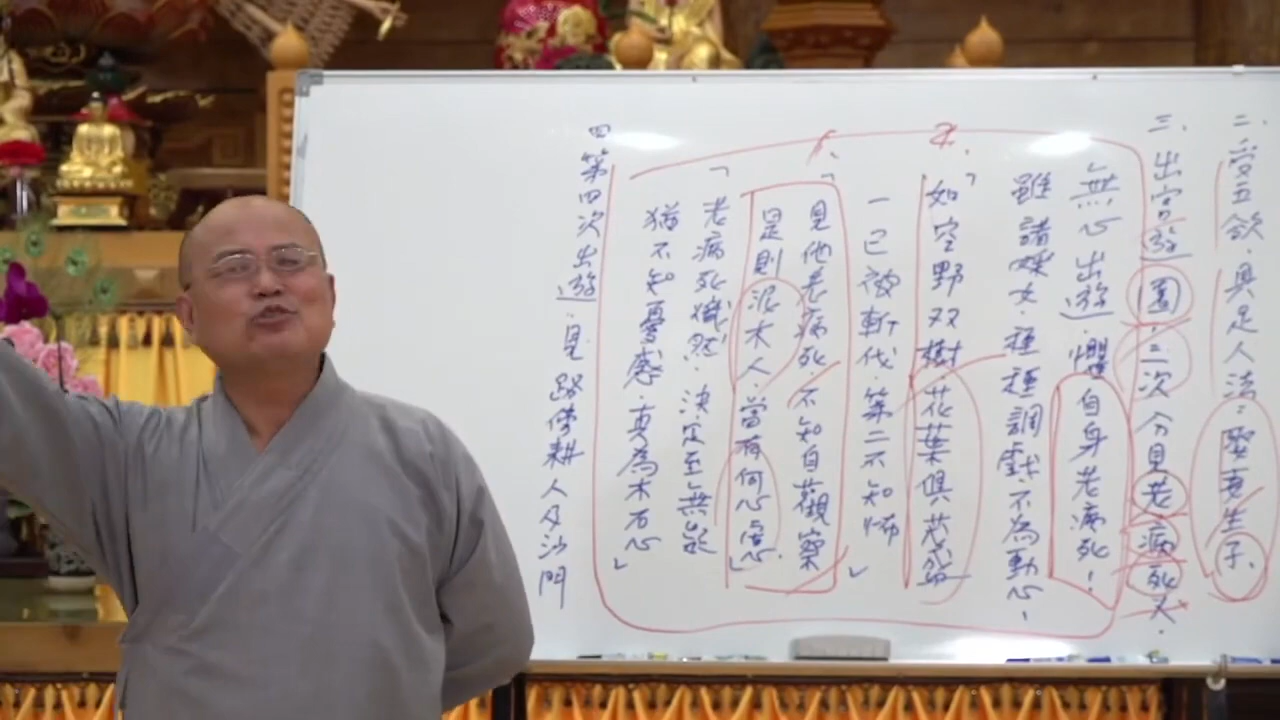 二、受五欲．具足人法：娶妻生子．
三、出宮遊園．三次分見老病死天．
無心出遊．懼自身老病死！
雖諸婇女．種種調戲．不為動心！
「如空野双樹 花葉俱茂盛
一已被斬伐．第二不知怖」
「見他老病死 不知自觀察
是則泥木人．當有何心慮」
「老病死熾然．決定至無疑
猶不知憂慼．真為木石心」
四第四次出遊．見路傍耕人及沙門